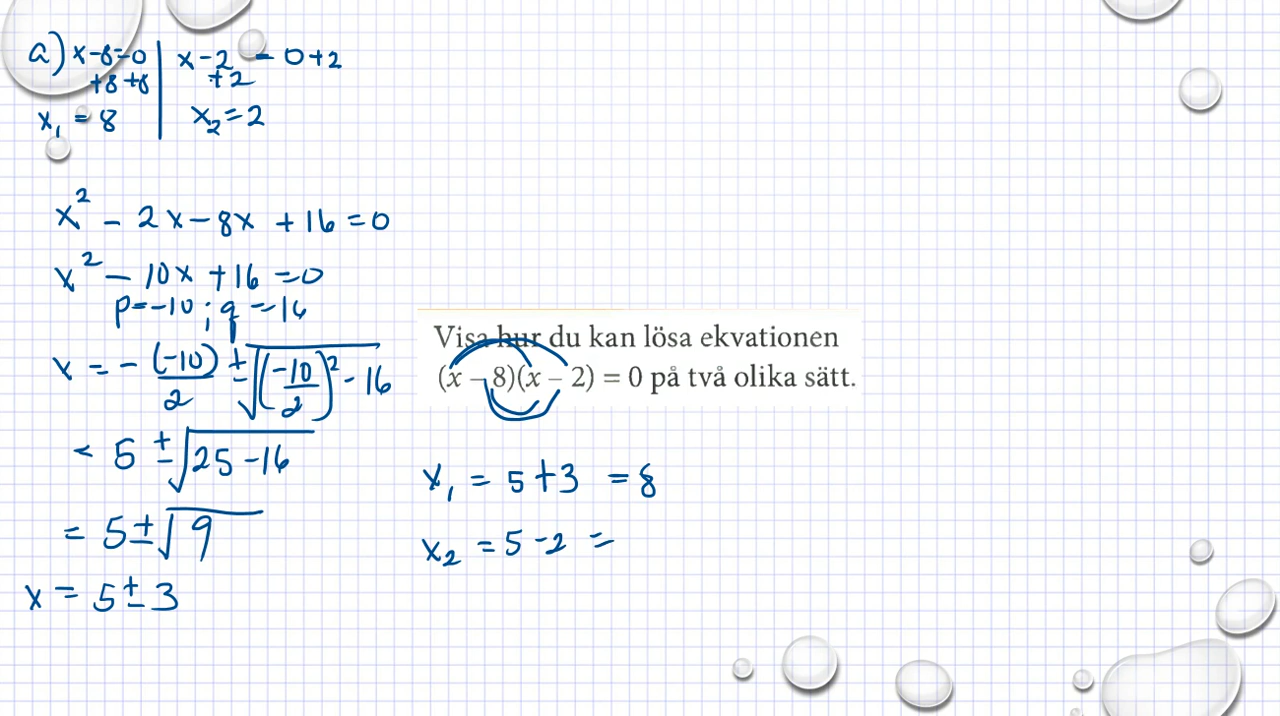 a) x-8=0 | x-2 = 0+2
+8 +8 | +2
x₁ = 8 | x₂ = 2
x² - 2x - 8x + 16 = 0
x² - 10x + 16 = 0
p = -10 ; q = 16
x = - (-10)/2 ± √((-10/2)² - 16)
= 5 ± √25 - 16
= 5 ± √9
x = 5 ± 3
Visa hur du kan lösa ekvationen
(x – 8)(x – 2) = 0 på två olika sätt.
x₁ = 5 + 3 = 8
x₂ = 5 - 2 =